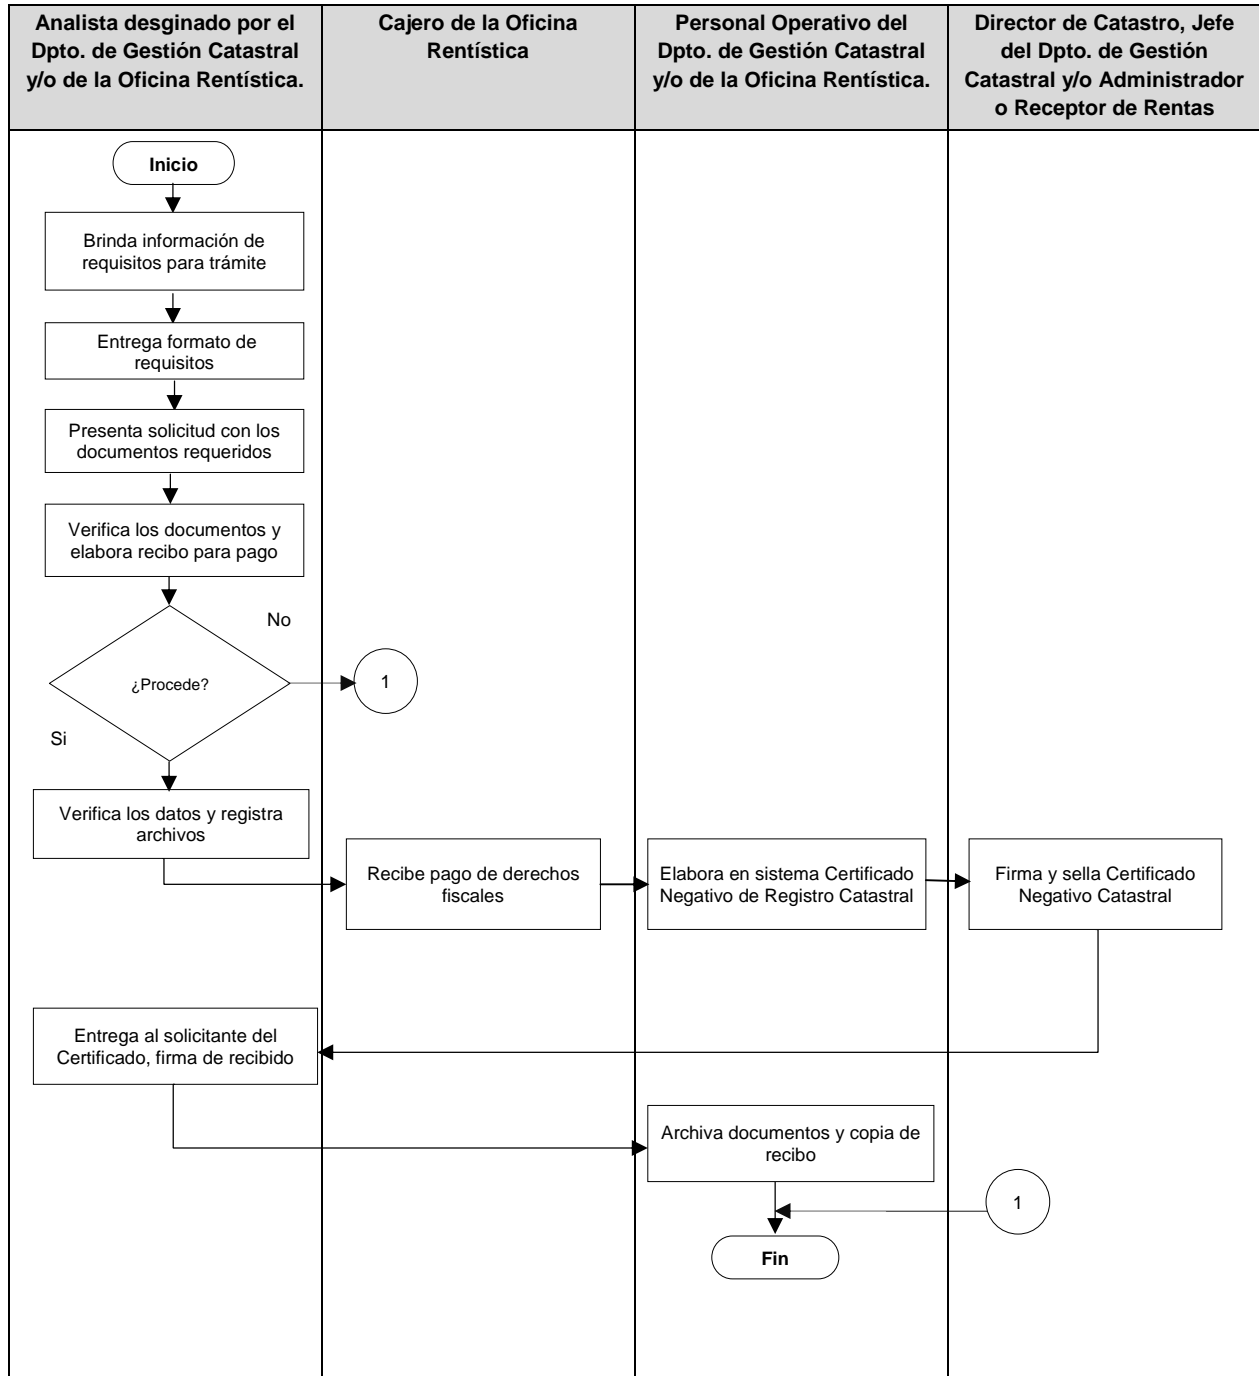 Analista desginado por el
Dpto. de Gestión Catastral
y/o de la Oficina Rentística.
Cajero de la Oficina
Rentística
Personal Operativo del
Dpto. de Gestión Catastral
y/o de la Oficina Rentística.
Director de Catastro, Jefe
del Dpto. de Gestión
Catastral y/o Administrador
o Receptor de Rentas
Inicio
Brinda información de
requisitos para trámite
Entrega formato de
requisitos
Presenta solicitud con los
documentos requeridos
Verifica los documentos y
elabora recibo para pago
No
¿Procede?
1
Si
Verifica los datos y registra
archivos
Recibe pago de derechos
fiscales
Elabora en sistema Certificado
Negativo de Registro Catastral
Firma y sella Certificado
Negativo Catastral
Entrega al solicitante del
Certificado, firma de recibido
Archiva documentos y copia de
recibo
1
Fin